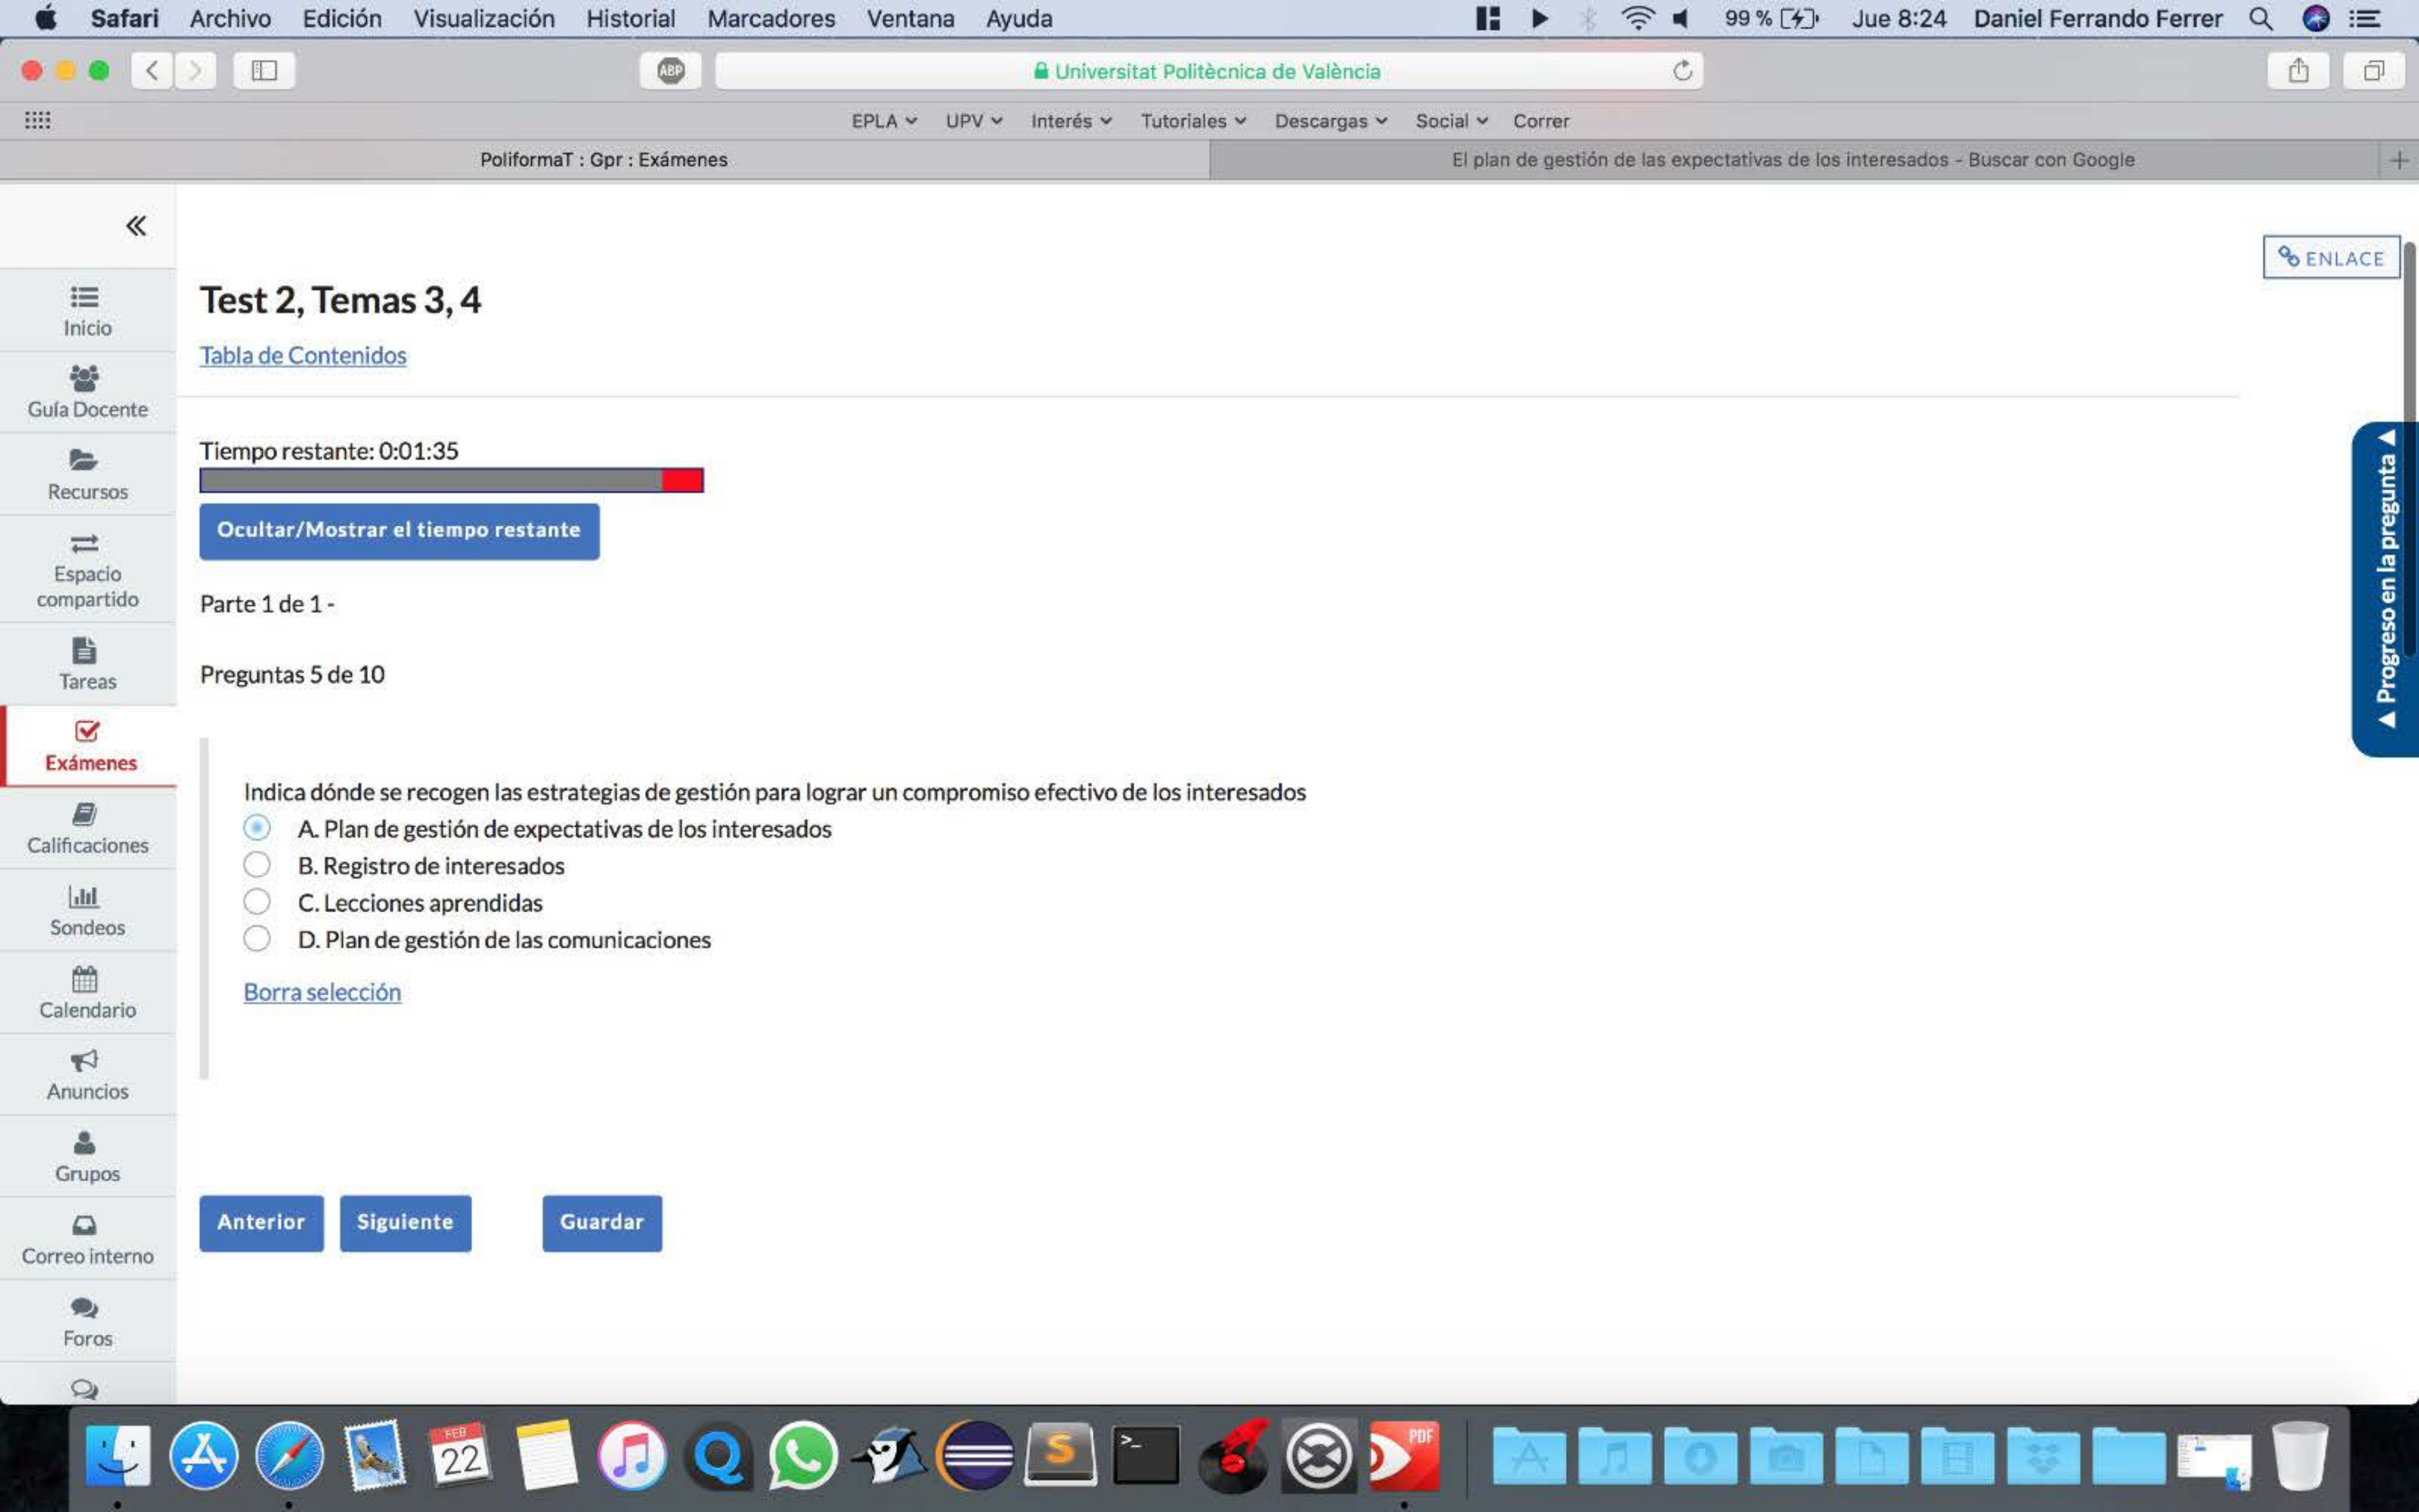 Safari Archivo Edición Visualización Historial Marcadores Ventana Ayuda 99 % Jue 8:24 Daniel Ferrando Ferrer
ABP Universitat Politècnica de València
EPLA UPV Interés Tutoriales Descargas Social Correr
PoliformaT : Gpr : Exámenes El plan de gestión de las expectativas de los interesados - Buscar con Google
ENLACE
Inicio
Guía Docente
Recursos
Espacio
compartido
Tareas
Exámenes
Calificaciones
Sondeos
Calendario
Anuncios
Grupos
Correo interno
Foros
Test 2, Temas 3, 4
Tabla de Contenidos
Tiempo restante: 0:01:35
Ocultar/Mostrar el tiempo restante
Parte 1 de 1 -
Preguntas 5 de 10
Indica dónde se recogen las estrategias de gestión para lograr un compromiso efectivo de los interesados
A. Plan de gestión de expectativas de los interesados
B. Registro de interesados
C. Lecciones aprendidas
D. Plan de gestión de las comunicaciones
Borra selección
Anterior Siguiente Guardar
Progreso en la pregunta
FEB
22
S
>_
PDF